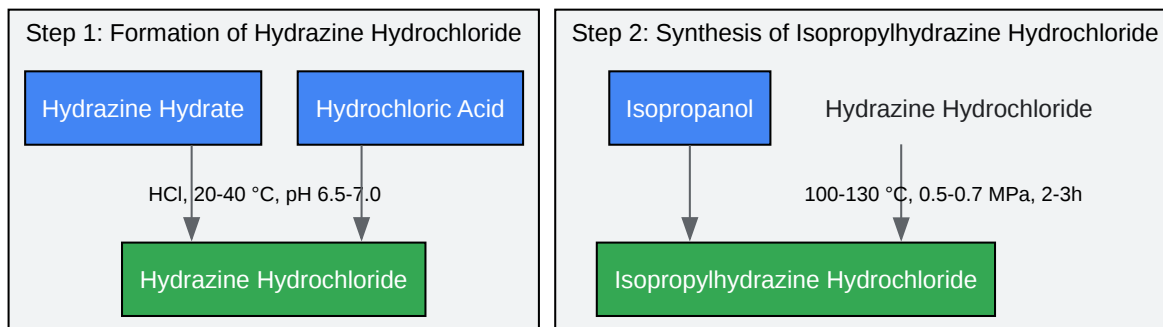 Step 1: Formation of Hydrazine Hydrochloride
Hydrazine Hydrate
Hydrochloric Acid
HCl, 20-40 °C, pH 6.5-7.0
Hydrazine Hydrochloride
Step 2: Synthesis of Isopropylhydrazine Hydrochloride
Isopropanol
Hydrazine Hydrochloride
100-130 °C, 0.5-0.7 MPa, 2-3h
Isopropylhydrazine Hydrochloride